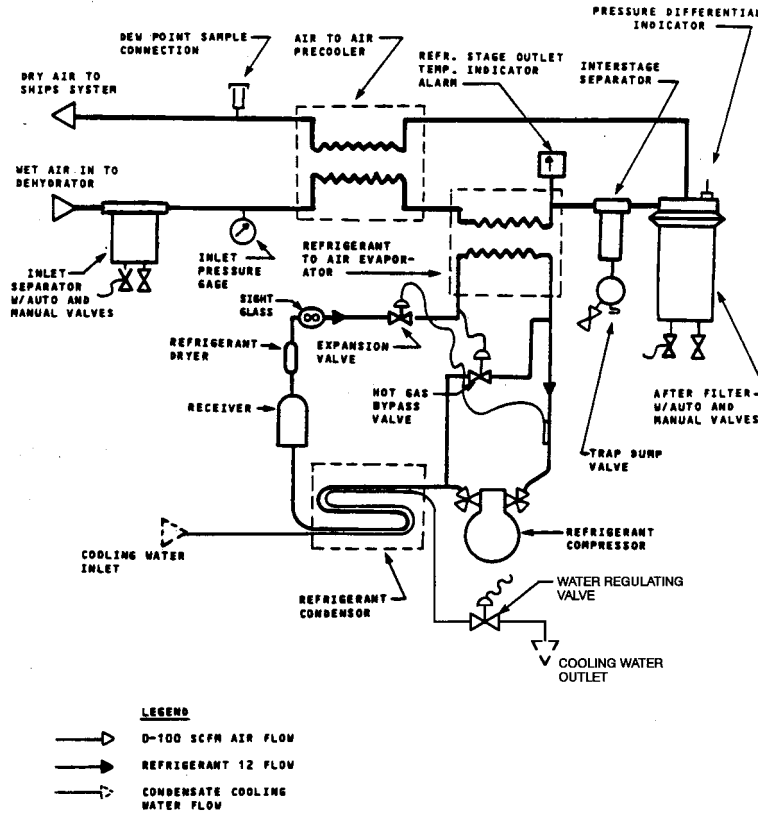 PRESSURE DIFFERENTIAL
INDICATOR
DEW POINT SAMPLE
CONNECTION
AIR TO AIR
PRECOOLER
REFR. STAGE OUTLET
TEMP. INDICATOR
ALARM
INTERSTAGE
SEPARATOR
DRY AIR TO
SHIPS SYSTEM
WET AIR IN TO
DEHYDRATOR
INLET
SEPARATOR
W/AUTO AND
MANUAL VALVES
INLET
PRESSURE
GAGE
REFRIGERANT
TO AIR EVAPOR-
ATOR
SIGHT
GLASS
REFRIGERANT
DRYER
EXPANSION
VALVE
RECEIVER
HOT GAS
BYPASS
VALVE
AFTER FILTER
W/AUTO AND
MANUAL VALVES
TRAP DUMP
VALVE
COOLING WATER
INLET
REFRIGERANT
COMPRESSOR
REFRIGERANT
CONDENSOR
WATER REGULATING
VALVE
COOLING WATER
OUTLET
LEGEND
D-100 SCFM AIR FLOW
REFRIGERANT 12 FLOW
CONDENSATE COOLING
WATER FLOW